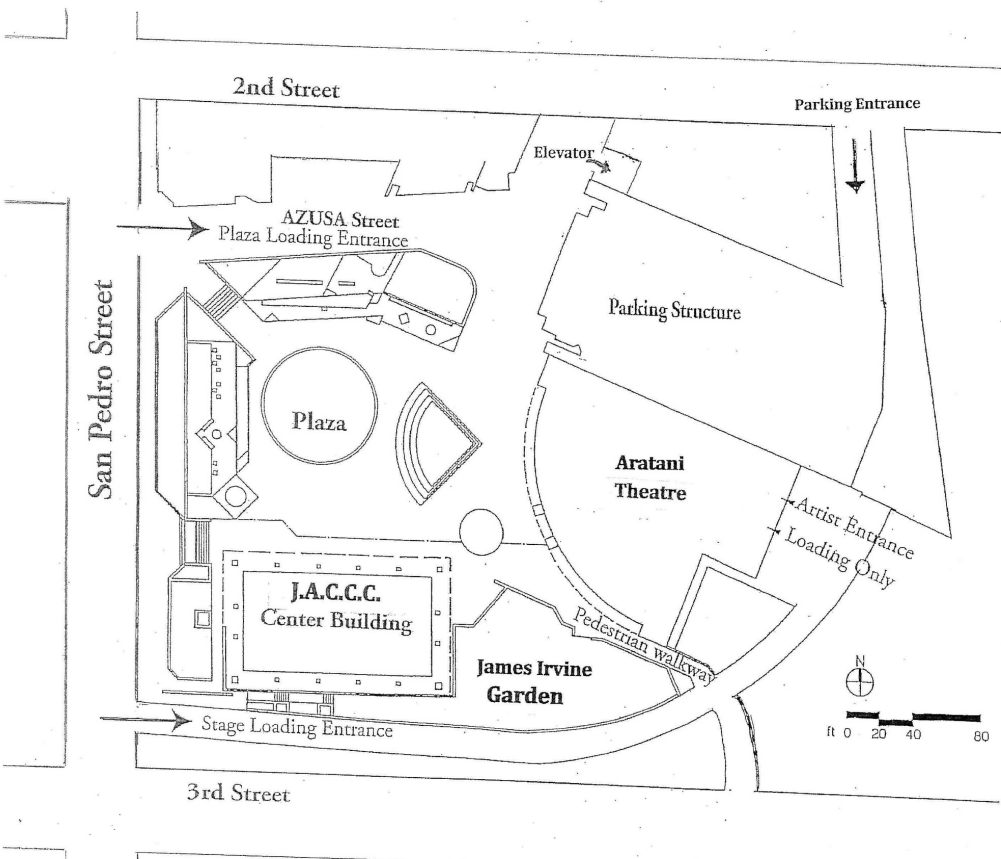 2nd Street
Parking Entrance
Elevator
AZUSA Street
Plaza Loading Entrance
San Pedro Street
Parking Structure
Plaza
Aratani
Theatre
Artist Entrance
Loading Only
J.A.C.C.C.
Center Building
Pedestrian walkway
James Irvine
Garden
N
ft 0 20 40 80
Stage Loading Entrance
3rd Street